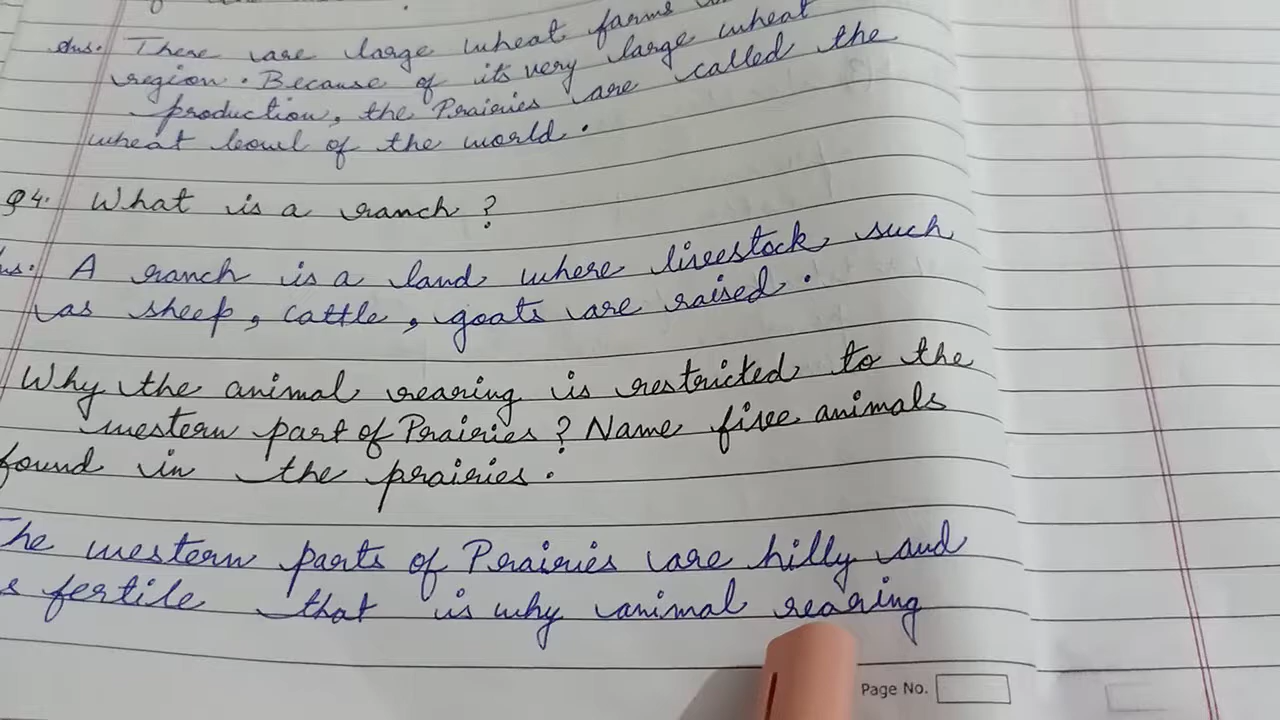 Ans. There are large wheat farms
region. Because of its very large wheat
production, the Prairies are called the
wheat bowl of the world.
Q4. What is a ranch?
Ans. A ranch is a land where livestock, such
as sheep, cattle, goats are raised.
Why the animal rearing is restricted to the
western part of Prairies? Name five animals
found in the prairies.
The western parts of Prairies are hilly and
s fertile that is why animal rearing
Page No.